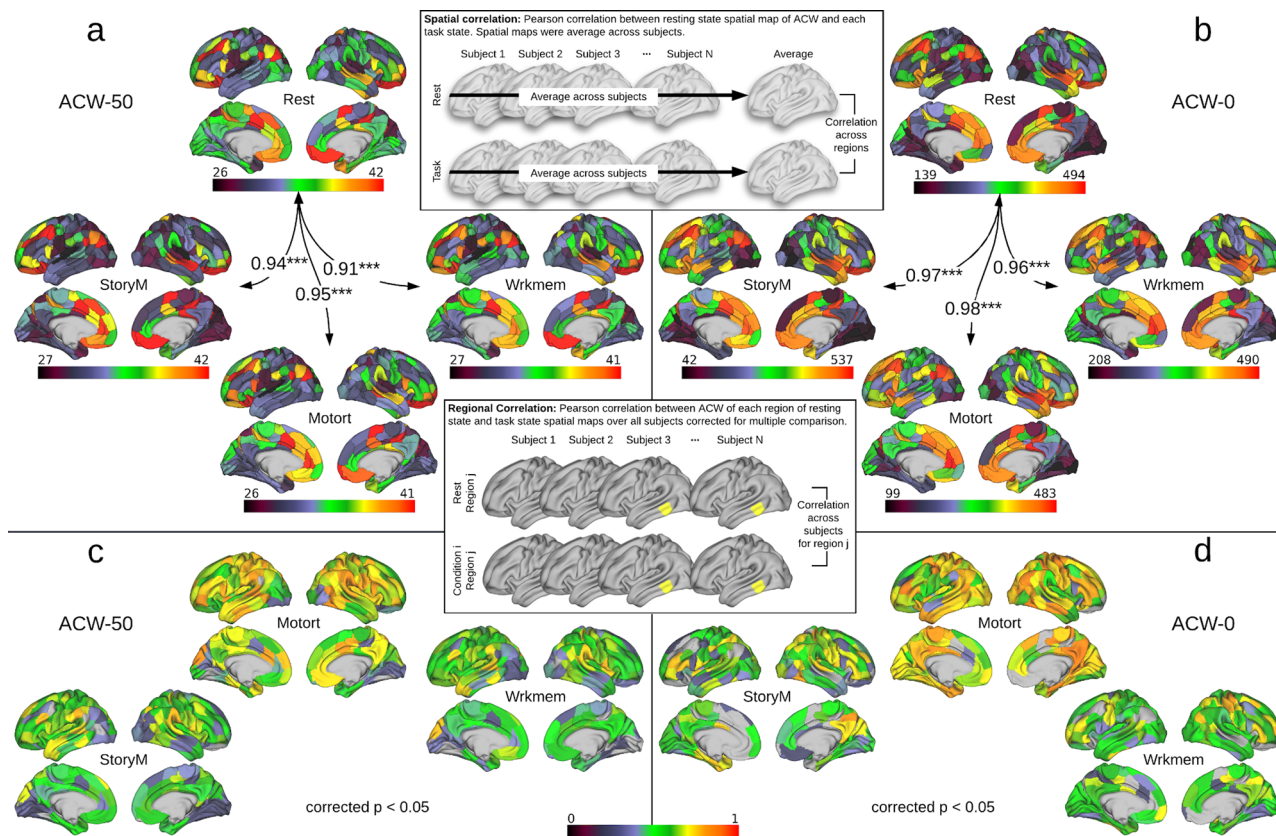 a
ACW-50
Rest
26 42
StoryM
27 42
0.94***
0.95***
0.91***
Motort
26 41
Wrkmem
27 41
Spatial correlation: Pearson correlation between resting state spatial map of ACW and each
task state. Spatial maps were average across subjects.
Subject 1 Subject 2 Subject 3 ... Subject N Average
Rest
Average across subjects
Task
Average across subjects
Correlation
across
regions
b
ACW-0
Rest
139 494
StoryM
42 537
0.97***
0.98***
0.96***
Motort
99 483
Wrkmem
208 490
Regional Correlation: Pearson correlation between ACW of each region of resting
state and task state spatial maps over all subjects corrected for multiple comparison.
Subject 1 Subject 2 Subject 3 ... Subject N
Rest
Region j
Condition i
Region j
Correlation
across
subjects
for region j
c
ACW-50
Motort
Wrkmem
StoryM
corrected p < 0.05
d
ACW-0
Motort
StoryM
Wrkmem
corrected p < 0.05
0 1